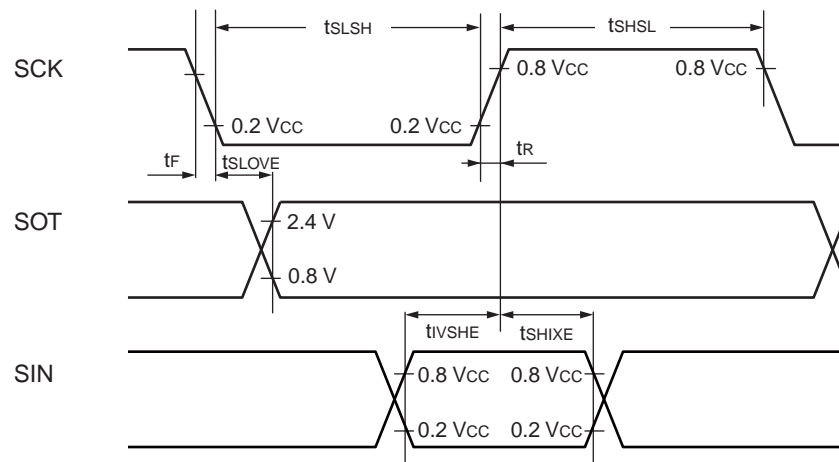 tSLSH
tSHSL
SCK
0.8 VCC
0.8 VCC
0.2 VCC
0.2 VCC
tF
tSLOVE
tR
SOT
2.4 V
0.8 V
tIVSHE
tSHIXE
SIN
0.8 VCC
0.8 VCC
0.2 VCC
0.2 VCC